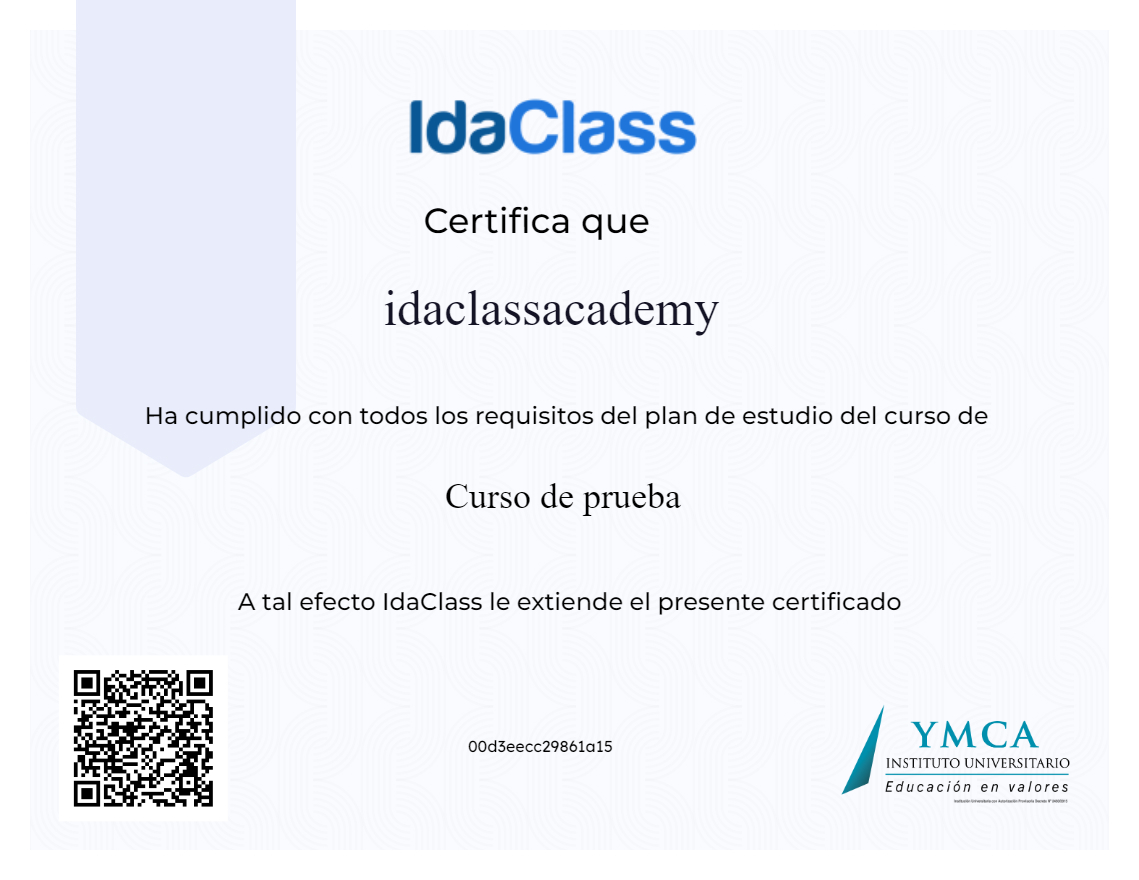 IdaClass
Certifica que
idaclassacademy
Ha cumplido con todos los requisitos del plan de estudio del curso de
Curso de prueba
A tal efecto IdaClass le extiende el presente certificado
00d3eecc29861a15
YMCA
INSTITUTO UNIVERSITARIO
Educación en valores